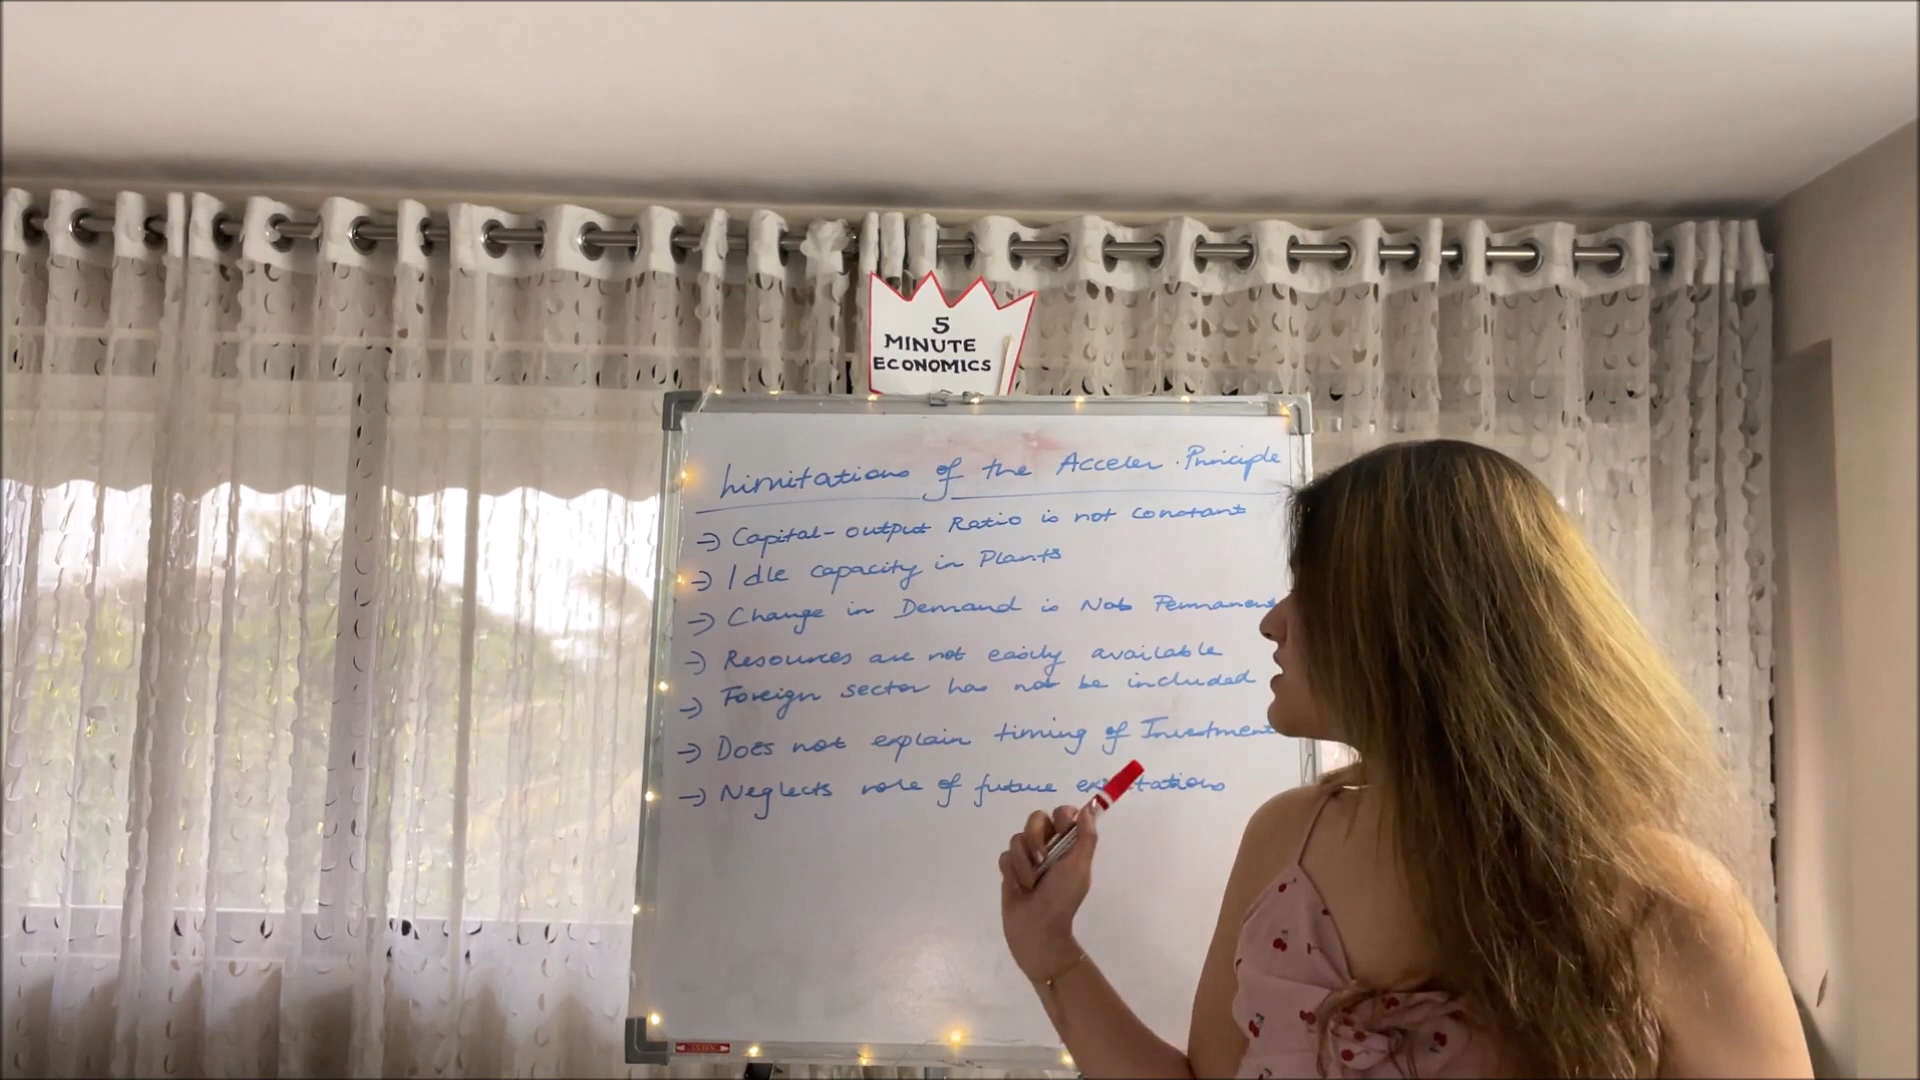 5
MINUTE
ECONOMICS
Limitations of the Acceler. Principle
→ Capital-output Ratio is not constant
→ Idle capacity in Plants
→ Change in Demand is Not Permanent
→ Resources are not easily available
→ Foreign sector has not be included
→ Does not explain timing of Investment
→ Neglects role of future